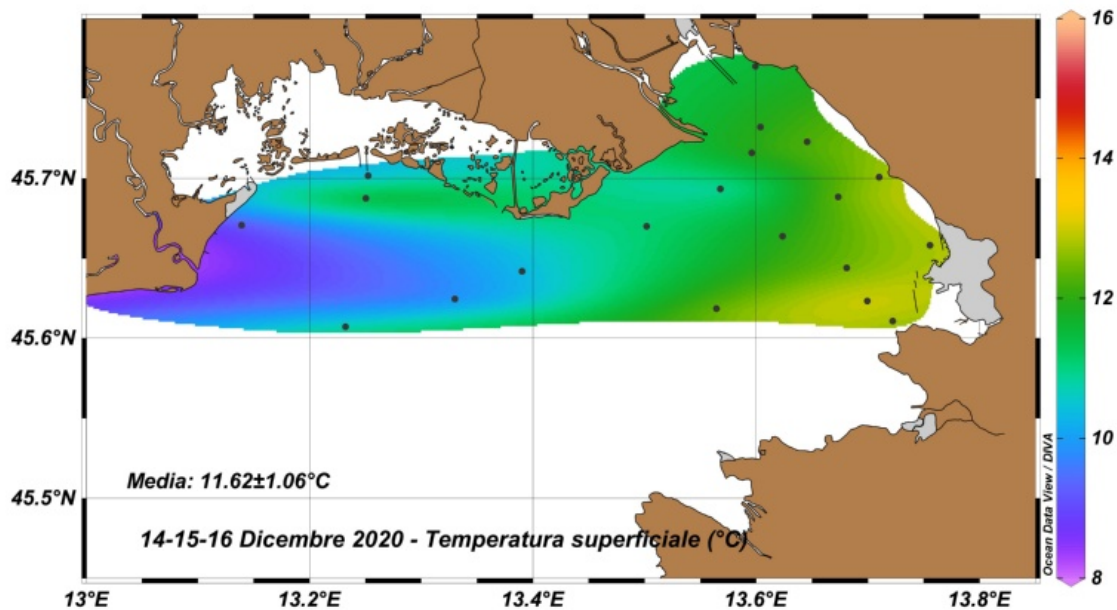 16
14
12
10
8
45.7°N
45.6°N
45.5°N
Media: 11.62±1.06°C
14-15-16 Dicembre 2020 - Temperatura superficiale (°C)
Ocean Data View / DIVA
13°E
13.2°E
13.4°E
13.6°E
13.8°E